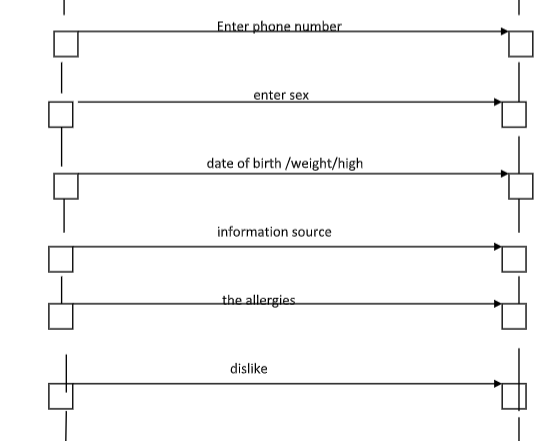 Enter phone number
enter sex
date of birth /weight/high
information source
the allergies
dislike